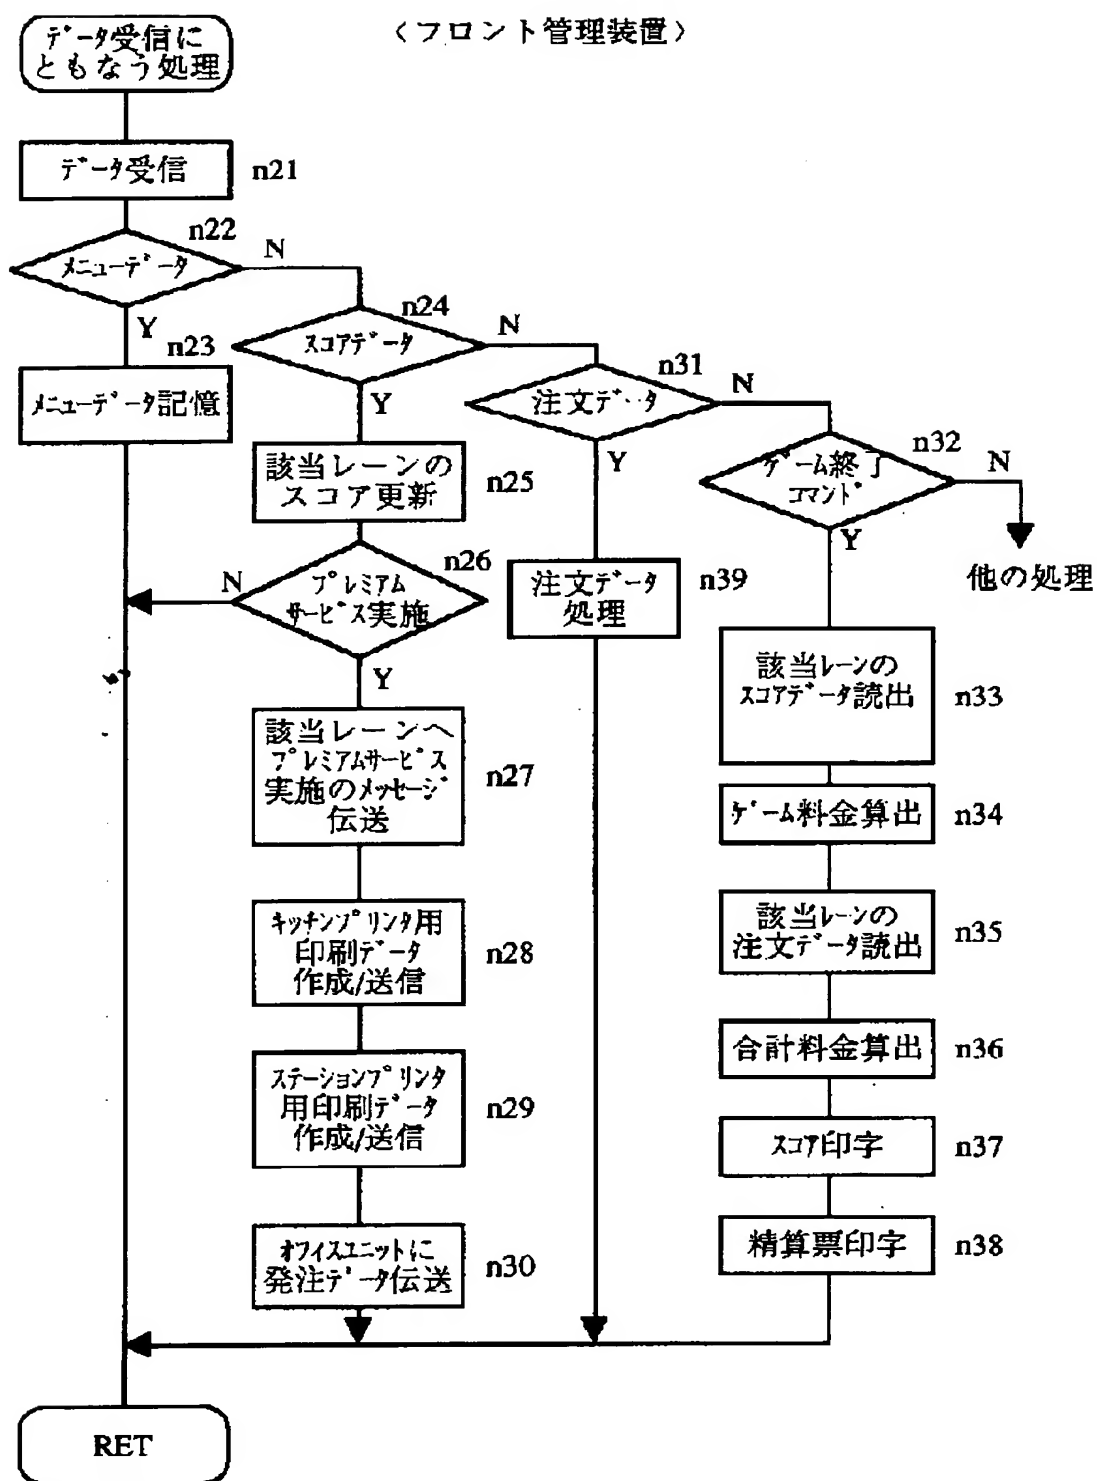 〈フロント管理装置〉
データ受信に
ともなう処理
データ受信
n21
n22
メニューデータ
N
Y
n23
メニューデータ記憶
n24
スコアデータ
N
Y
該当レーンの
スコア更新
n25
n26
プレミアム
サービス実施
N
Y
該当レーンへ
プレミアムサービス
実施のメッセージ
伝送
n27
キッチンプリンタ用
印刷データ
作成/送信
n28
ステーションプリンタ
用印刷データ
作成/送信
n29
オフィスユニットに
発注データ伝送
n30
n31
注文データ
N
Y
注文データ
処理
n39
n32
ゲーム終了
コマンド
N
Y
他の処理
該当レーンの
スコアデータ読出
n33
ゲーム料金算出
n34
該当レーンの
注文データ読出
n35
合計料金算出
n36
スコア印字
n37
精算票印字
n38
RET